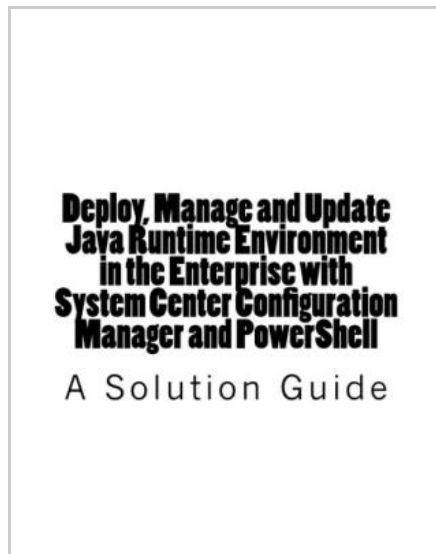 Deploy, Manage and Update
Java Runtime Environment
in the Enterprise with
System Center Configuration
Manager and PowerShell
A Solution Guide